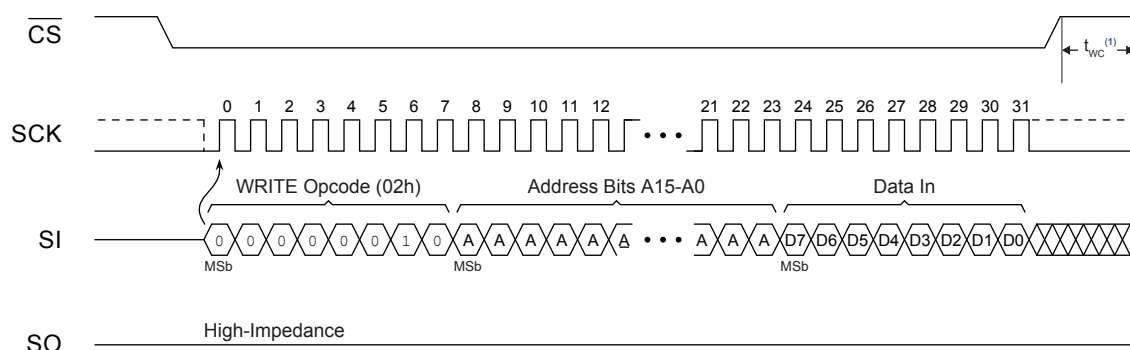 CS
t_WC(1)
0 1 2 3 4 5 6 7 8 9 10 11 12 21 22 23 24 25 26 27 28 29 30 31
SCK
WRITE Opcode (02h) Address Bits A15-A0 Data In
SI 0 0 0 0 0 0 1 0 A A A A A A A A A D7 D6 D5 D4 D3 D2 D1 D0
MSb MSb MSb
High-Impedance
SO